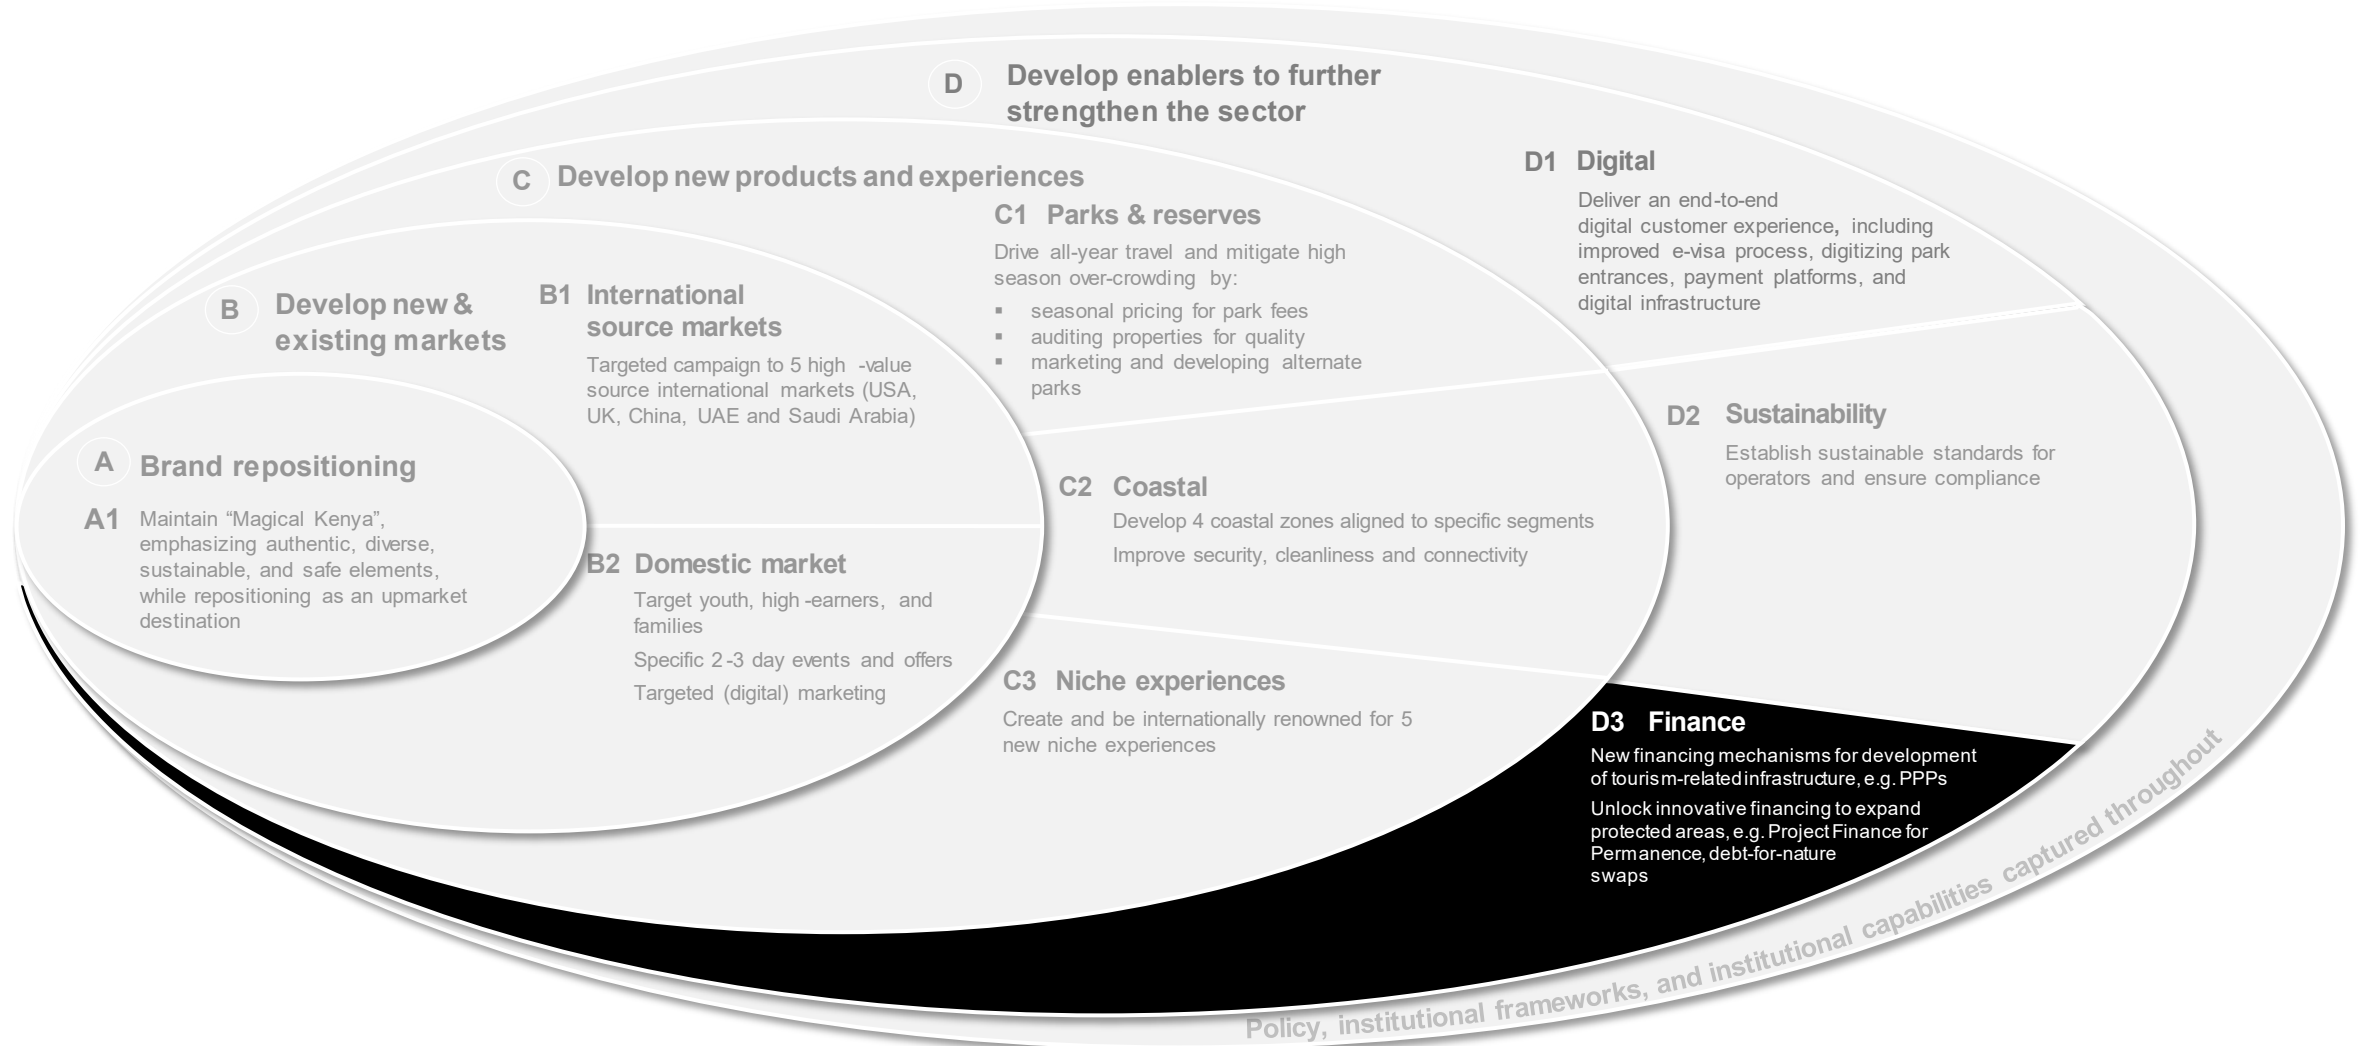 D
Develop enablers to further
strengthen the sector
C
Develop new products and experiences
B
Develop new &
existing markets
A
Brand repositioning
A1
Maintain “Magical Kenya”,
emphasizing authentic, diverse,
sustainable, and safe elements,
while repositioning as an upmarket
destination
B1 International
source markets
Targeted campaign to 5 high -value
source international markets (USA,
UK, China, UAE and Saudi Arabia)
B2 Domestic market
Target youth, high -earners, and
families
Specific 2 -3 day events and offers
Targeted (digital) marketing
C1 Parks & reserves
Drive all-year travel and mitigate high
season over-crowding by:
▪ seasonal pricing for park fees
▪ auditing properties for quality
▪ marketing and developing alternate
parks
C2 Coastal
Develop 4 coastal zones aligned to specific segments
Improve security, cleanliness and connectivity
C3 Niche experiences
Create and be internationally renowned for 5
new niche experiences
D1 Digital
Deliver an end-to-end
digital customer experience, including
improved e-visa process, digitizing park
entrances, payment platforms, and
digital infrastructure
D2 Sustainability
Establish sustainable standards for
operators and ensure compliance
D3 Finance
New financing mechanisms for development
of tourism-related infrastructure, e.g. PPPs
Unlock innovative financing to expand
protected areas, e.g. Project Finance for
Permanence, debt-for-nature
swaps
Policy, institutional frameworks, and institutional capabilities captured throughout